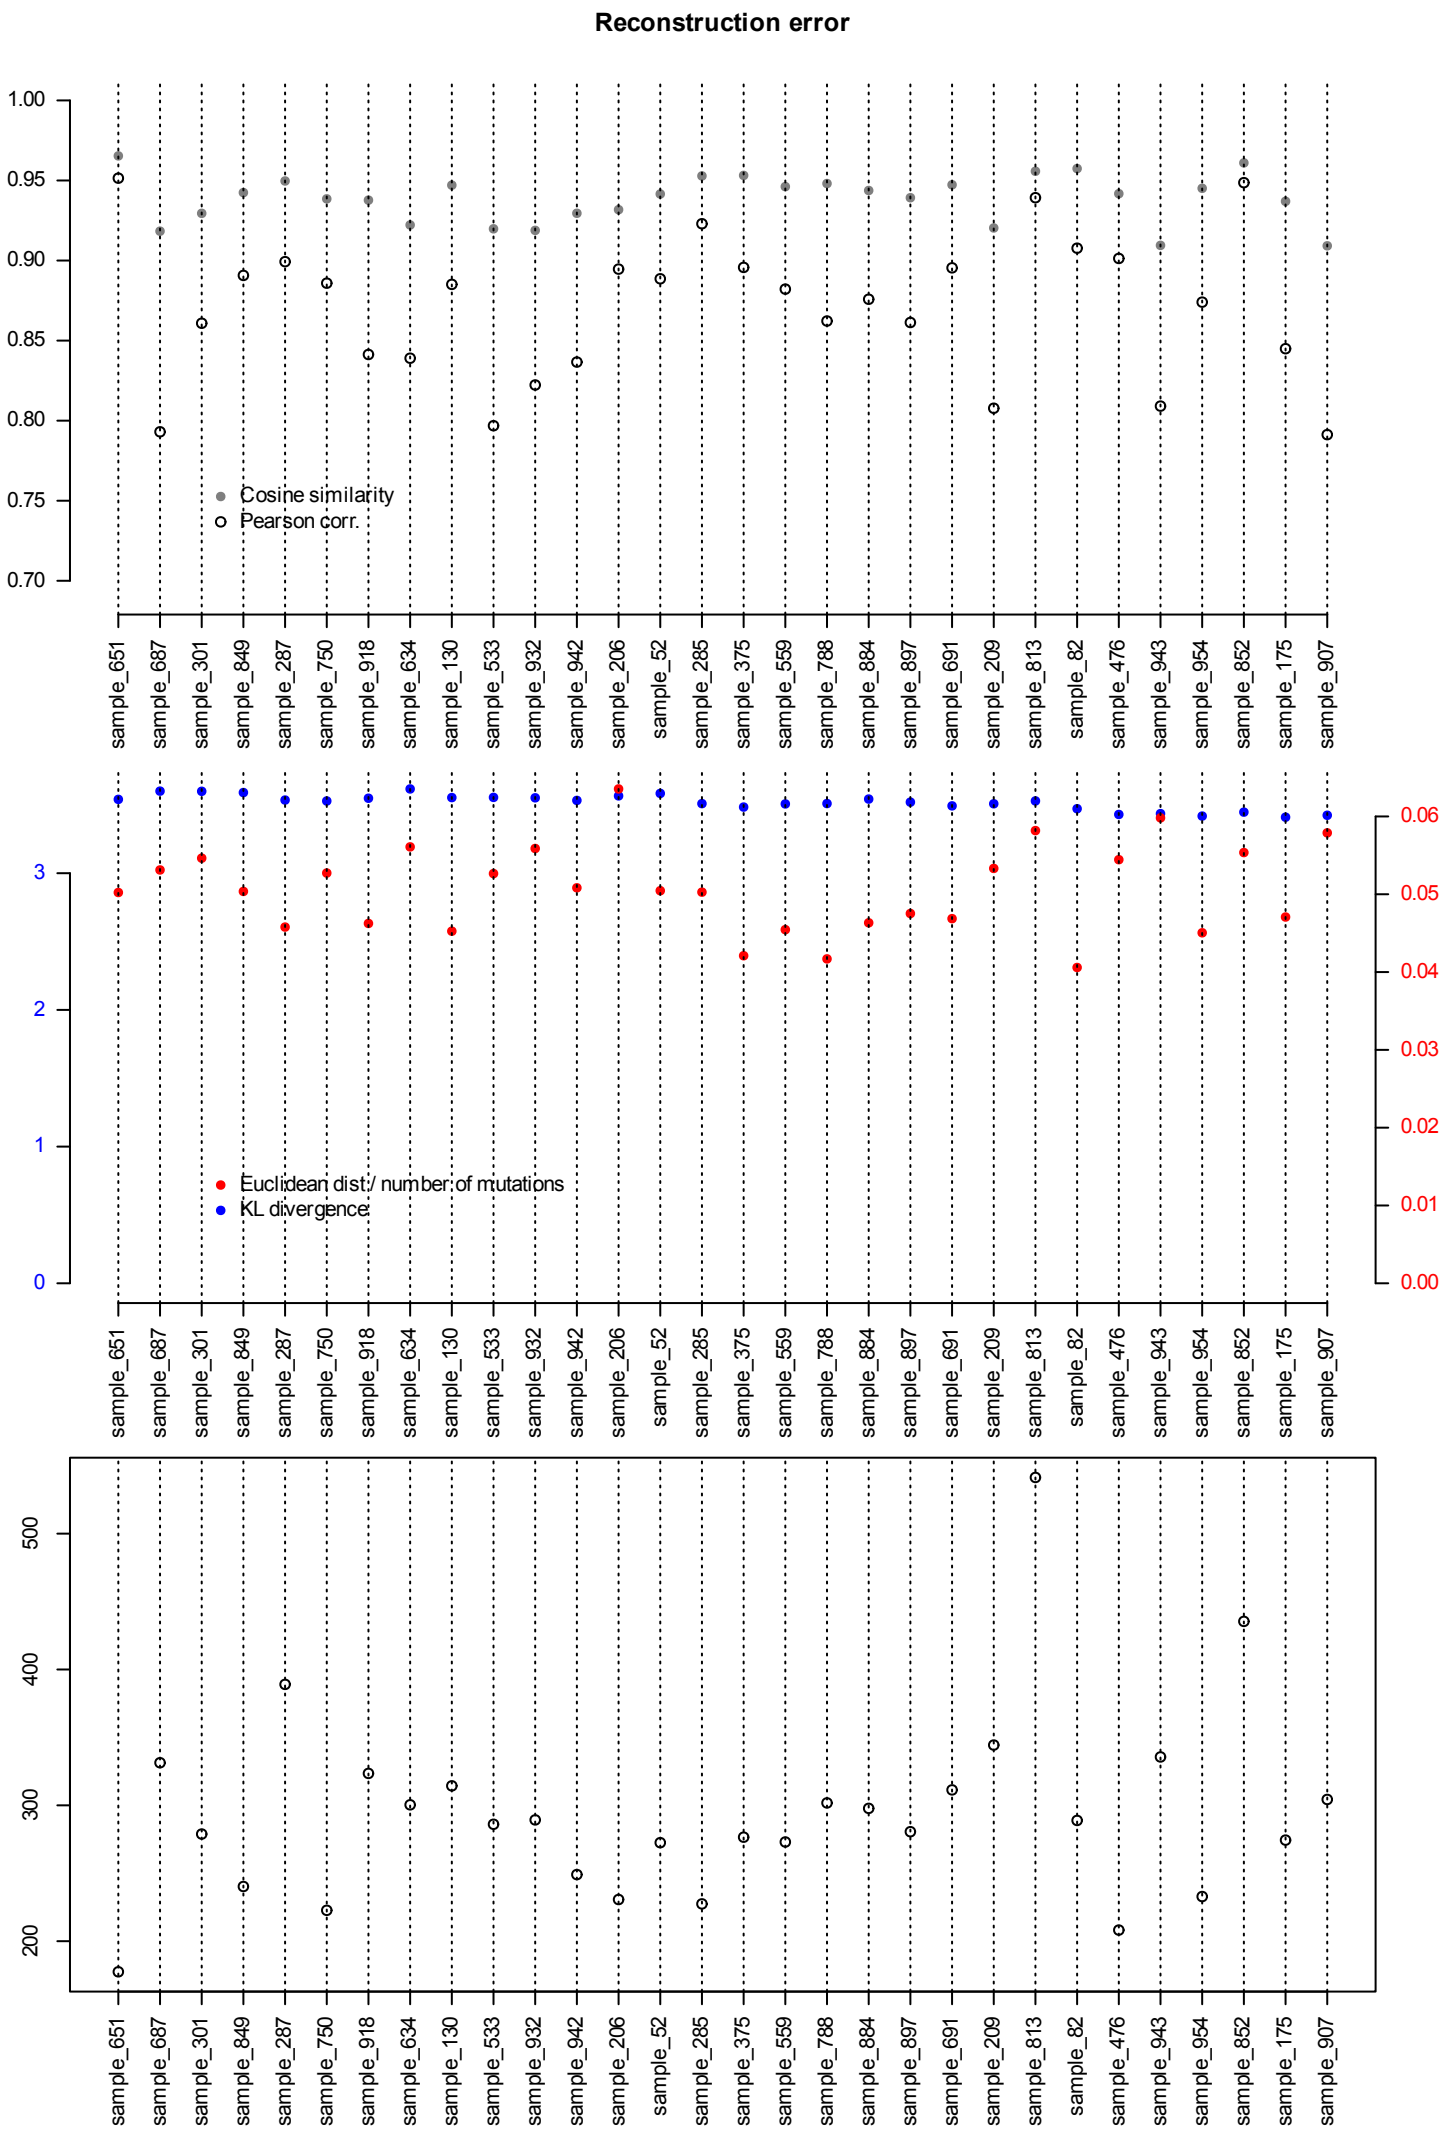 Reconstruction error
1.00
0.95
0.90
0.85
0.80
0.75
0.70
Cosine similarity
Pearson corr.
sample_651
sample_687
sample_301
sample_849
sample_287
sample_750
sample_918
sample_634
sample_130
sample_533
sample_932
sample_942
sample_206
sample_52
sample_285
sample_375
sample_559
sample_788
sample_884
sample_897
sample_691
sample_209
sample_813
sample_82
sample_476
sample_943
sample_954
sample_852
sample_175
sample_907
3
2
1
0
Euclidean dist./ number of mutations
KL divergence
0.06
0.05
0.04
0.03
0.02
0.01
0.00
sample_651
sample_687
sample_301
sample_849
sample_287
sample_750
sample_918
sample_634
sample_130
sample_533
sample_932
sample_942
sample_206
sample_52
sample_285
sample_375
sample_559
sample_788
sample_884
sample_897
sample_691
sample_209
sample_813
sample_82
sample_476
sample_943
sample_954
sample_852
sample_175
sample_907
500
400
300
200
sample_651
sample_687
sample_301
sample_849
sample_287
sample_750
sample_918
sample_634
sample_130
sample_533
sample_932
sample_942
sample_206
sample_52
sample_285
sample_375
sample_559
sample_788
sample_884
sample_897
sample_691
sample_209
sample_813
sample_82
sample_476
sample_943
sample_954
sample_852
sample_175
sample_907